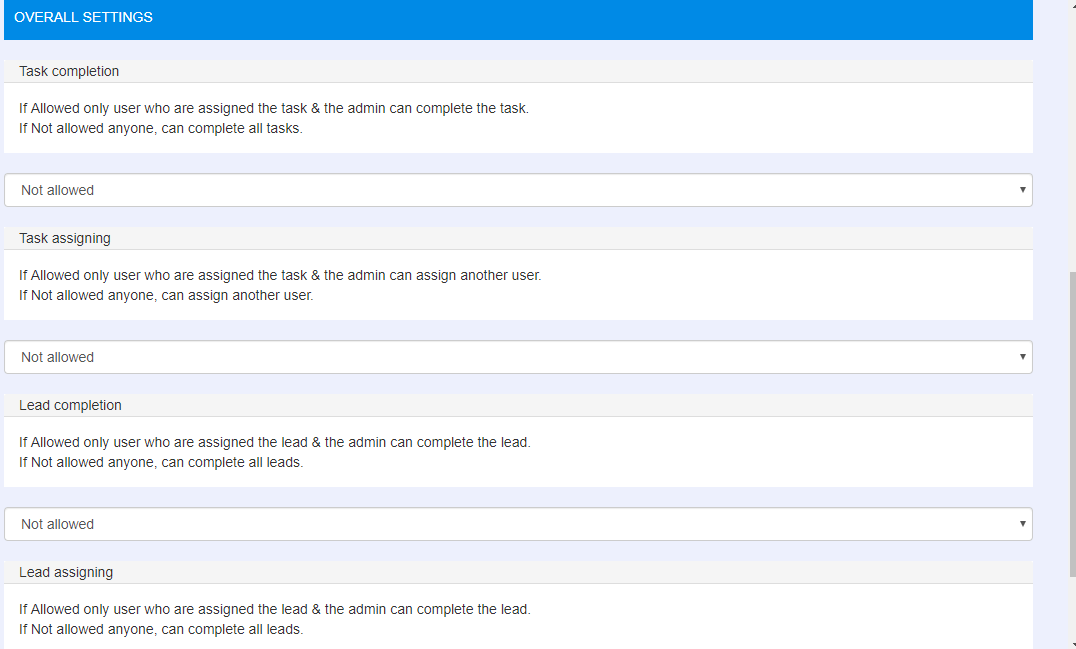 OVERALL SETTINGS
Task completion
If Allowed only user who are assigned the task & the admin can complete the task.
If Not allowed anyone, can complete all tasks.
Not allowed
Task assigning
If Allowed only user who are assigned the task & the admin can assign another user.
If Not allowed anyone, can assign another user.
Not allowed
Lead completion
If Allowed only user who are assigned the lead & the admin can complete the lead.
If Not allowed anyone, can complete all leads.
Not allowed
Lead assigning
If Allowed only user who are assigned the lead & the admin can complete the lead.
If Not allowed anyone, can complete all leads.